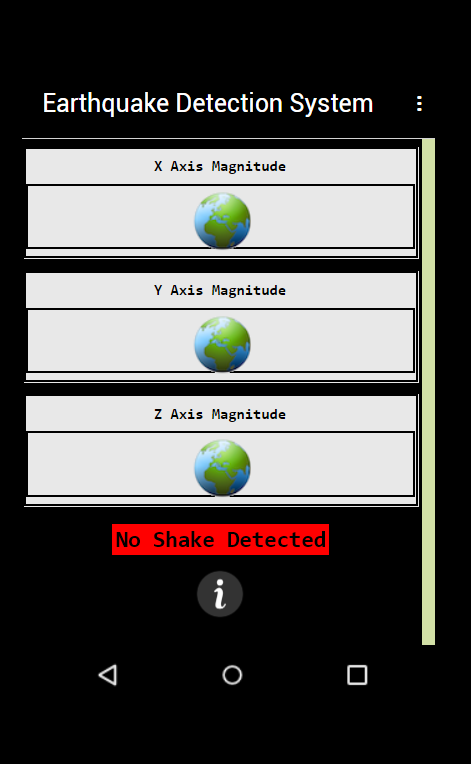 Earthquake Detection System
X Axis Magnitude
Y Axis Magnitude
Z Axis Magnitude
No Shake Detected
i